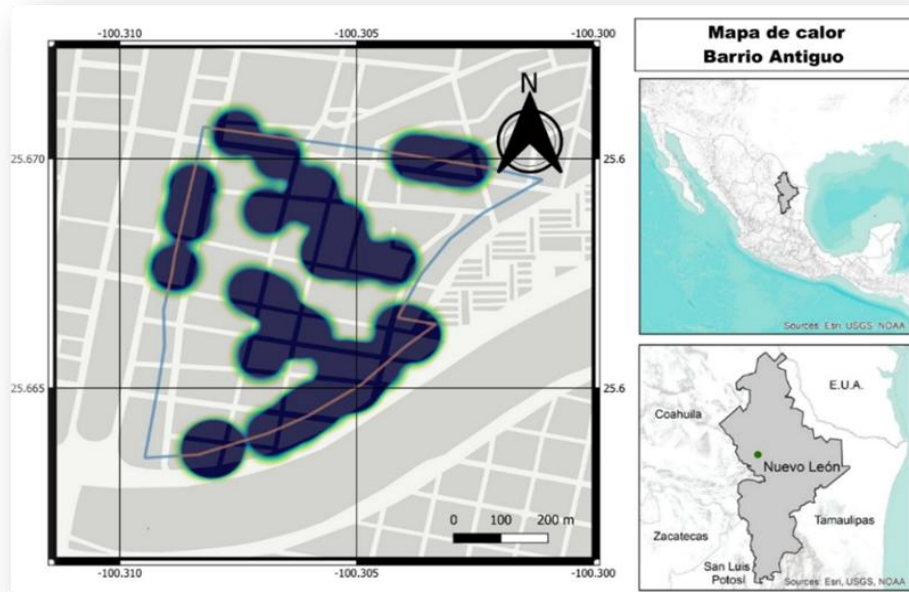 Mapa de calor
Barrio Antiguo
-100.310
-100.305
-100.300
N
25.670
25.6
25.665
25.6
0 100 200 m
-100.310
-100.305
-100.300
Sources: Esri, USGS, NOAA
E.U.A.
Coahuila
Nuevo León
Tamaulipas
Zacatecas
San Luis
Potosí
Sources: Esri, USGS, NOAA